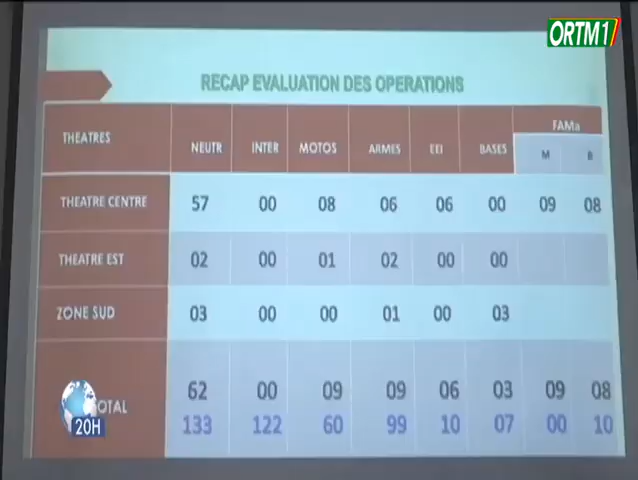 ORTM1
RECAP EVALUATION DES OPERATIONS
THEATRES NEUTR INTER MOTOS ARMES EEI BASES FAMa
M B
THEATRE CENTRE 57 00 08 06 06 00 09 08
THEATRE EST 02 00 01 02 00 00
ZONE SUD 03 00 00 01 00 03
OTAL 62 00 09 09 06 03 09 08
133 122 60 99 10 07 00 10
20H